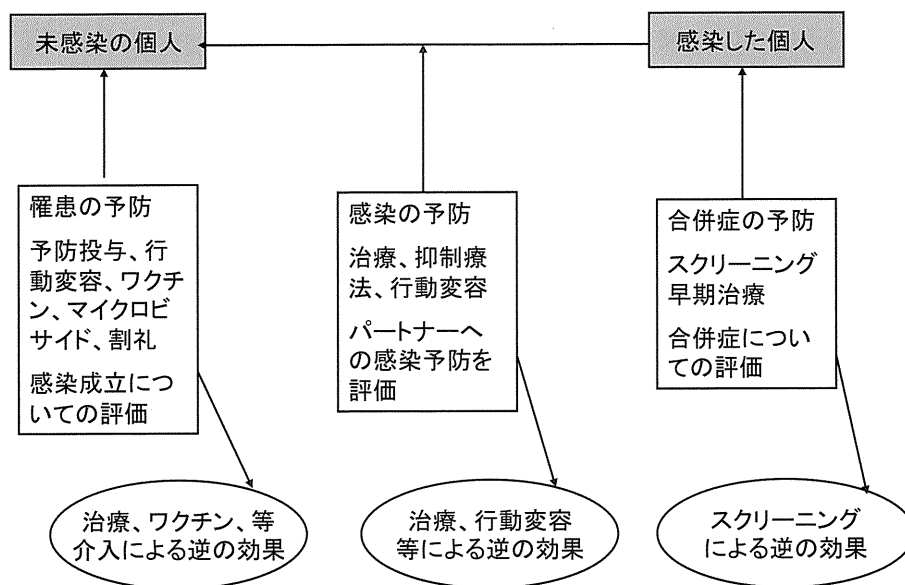 未感染の個人
感染した個人
罹患の予防
予防投与、行
動変容、ワクチ
ン、マイクロビ
サイド、割礼
感染成立につ
いての評価
感染の予防
治療、抑制療
法、行動変容
パートナーへ
の感染予防を
評価
合併症の予防
スクリーニング
早期治療
合併症につい
ての評価
治療、ワクチン、等
介入による逆の効果
治療、行動変容
等による逆の効果
スクリーニング
による逆の効果